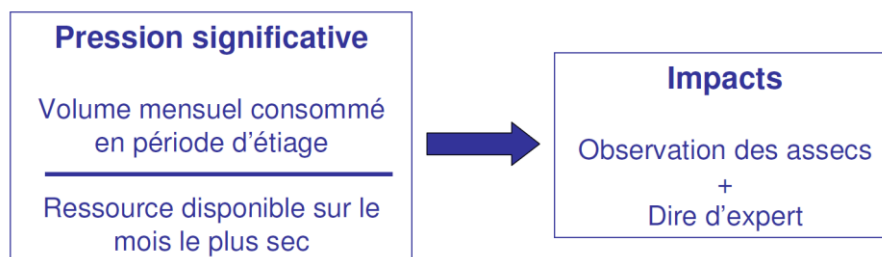 Pression significative
Volume mensuel consommé
en période d'étiage
Ressource disponible sur le
mois le plus sec
Impacts
Observation des assecs
+
Dire d'expert